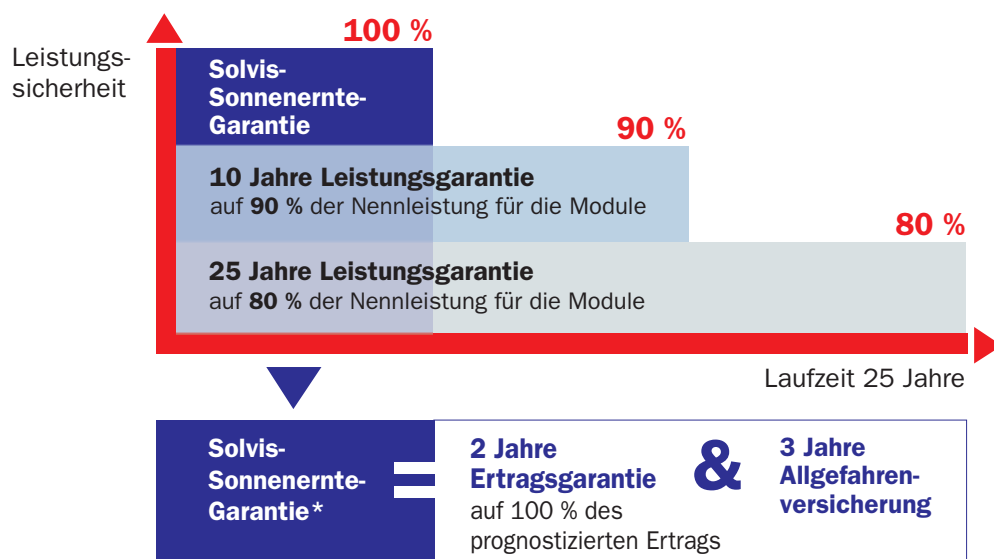 100 %
Leistungs-
sicherheit
Solvis-
Sonnenernte-
Garantie
90 %
10 Jahre Leistungsgarantie
auf 90 % der Nennleistung für die Module
80 %
25 Jahre Leistungsgarantie
auf 80 % der Nennleistung für die Module
Laufzeit 25 Jahre
Solvis-
Sonnenernte-
Garantie*
=
2 Jahre
Ertragsgarantie
auf 100 % des
prognostizierten Ertrags
&
3 Jahre
Allgefahren-
versicherung